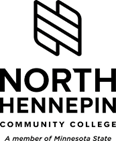 NORTH
HENNEPIN
COMMUNITY COLLEGE
A member of Minnesota State